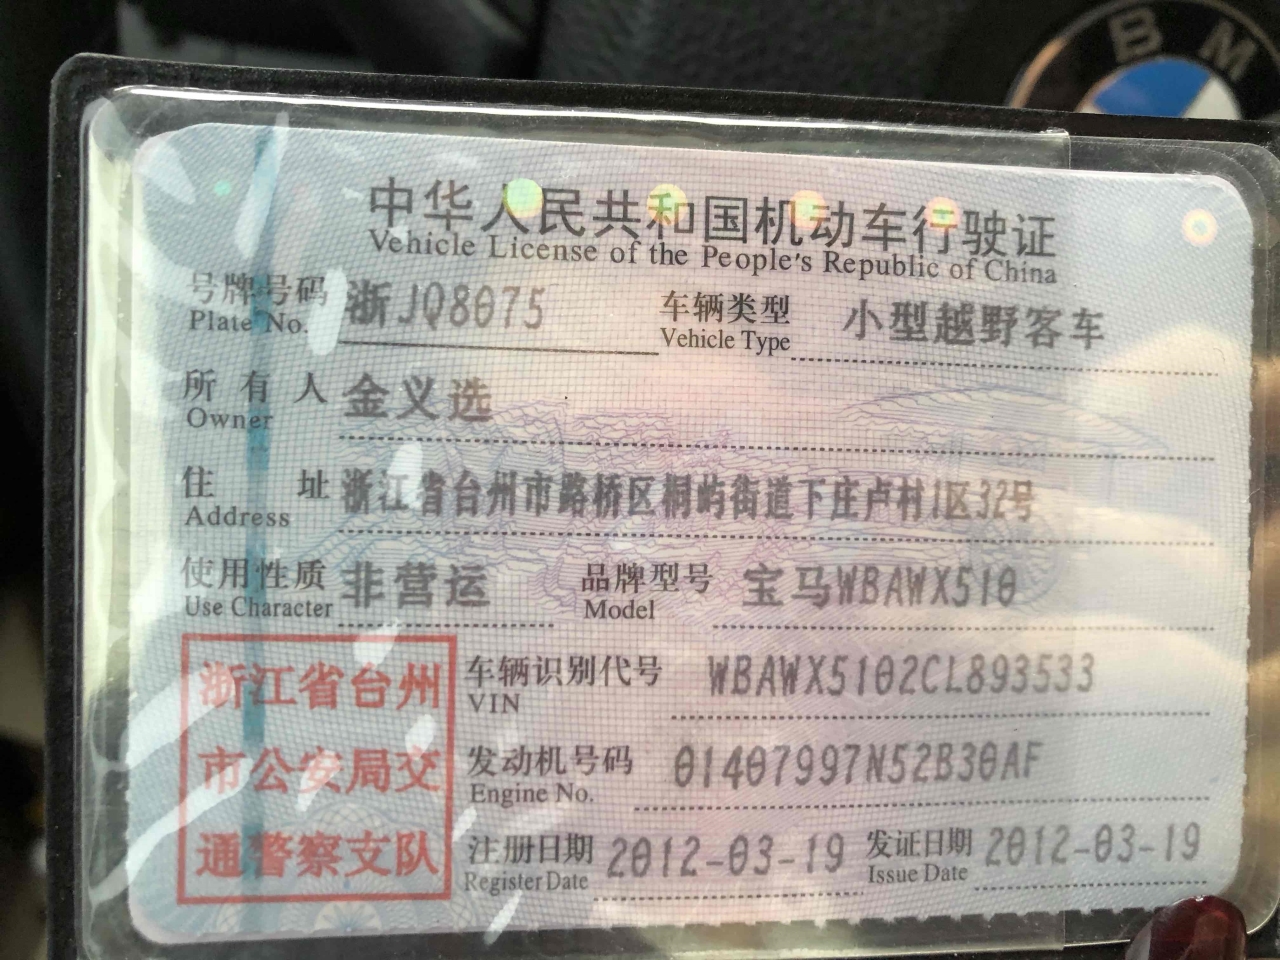 BM
中华人民共和国机动车行驶证
Vehicle License of the People's Republic of China
号牌号码 浙JQ8075 车辆类型 小型越野客车
Plate No. Vehicle Type
所有人 金义选
Owner
住址 浙江省台州市路桥区桐屿街道下庄卢村1区32号
Address
使用性质 非营运 品牌型号 宝马WBAWX510
Use Character Model
浙江省台州
市公安局交
通警察支队
车辆识别代号 WBAWX5102CL893533
VIN
发动机号码 01407997N52B30AF
Engine No.
注册日期 2012-03-19 发证日期 2012-03-19
Register Date Issue Date